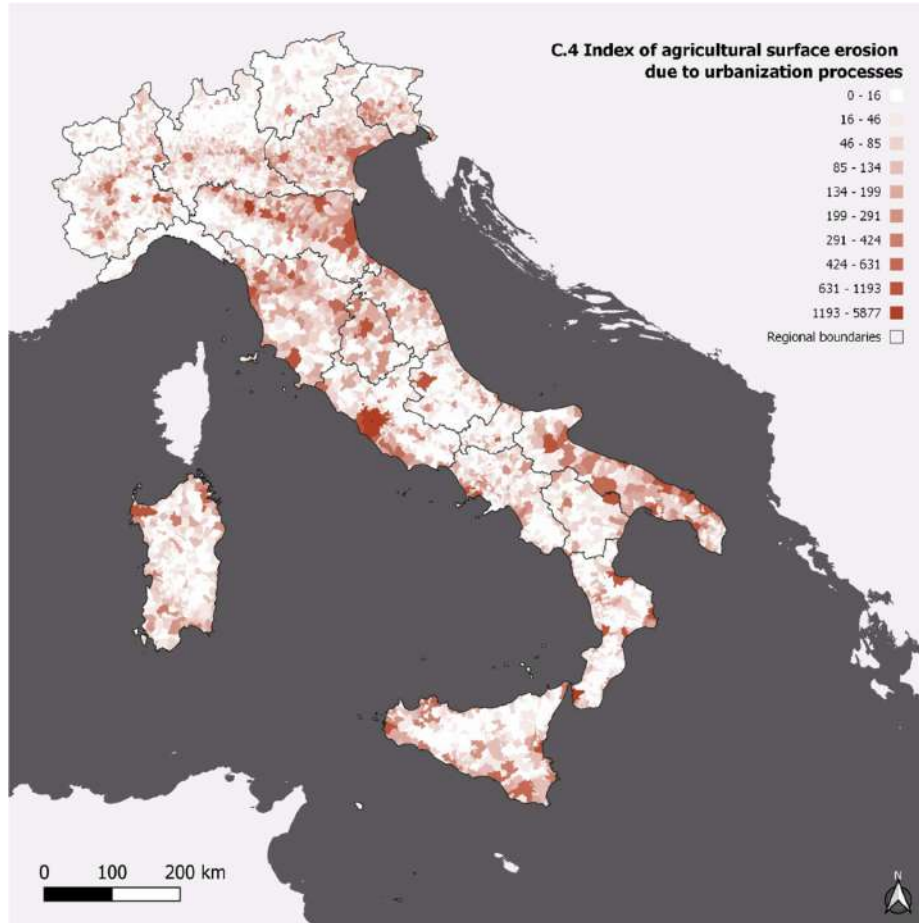 C.4 Index of agricultural surface erosion
due to urbanization processes
0 - 16
16 - 46
46 - 85
85 - 134
134 - 199
199 - 291
291 - 424
424 - 631
631 - 1193
1193 - 5877
Regional boundaries
0 100 200 km
N